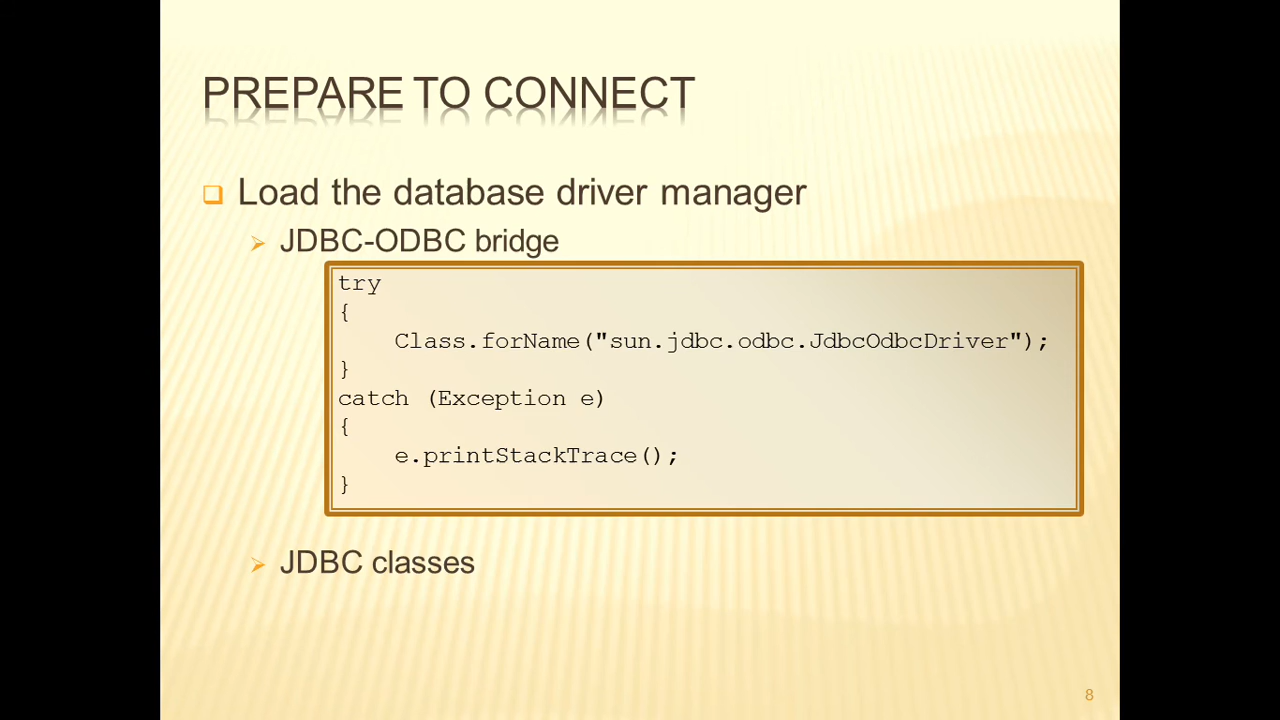 PREPARE TO CONNECT
Load the database driver manager
JDBC-ODBC bridge
try
{
    Class.forName("sun.jdbc.odbc.JdbcOdbcDriver");
}
catch (Exception e)
{
    e.printStackTrace();
}
JDBC classes
8